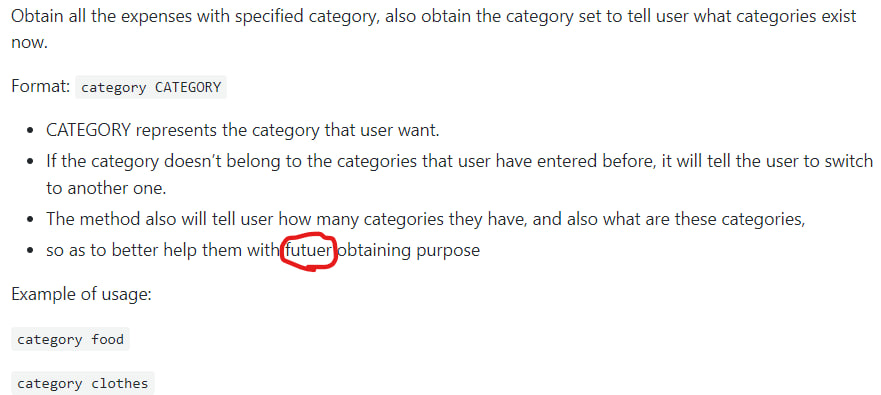 Obtain all the expenses with specified category, also obtain the category set to tell user what categories exist
now.
Format: category CATEGORY
• CATEGORY represents the category that user want.
• If the category doesn’t belong to the categories that user have entered before, it will tell the user to switch
to another one.
• The method also will tell user how many categories they have, and also what are these categories,
• so as to better help them with futuer obtaining purpose
Example of usage:
category food
category clothes